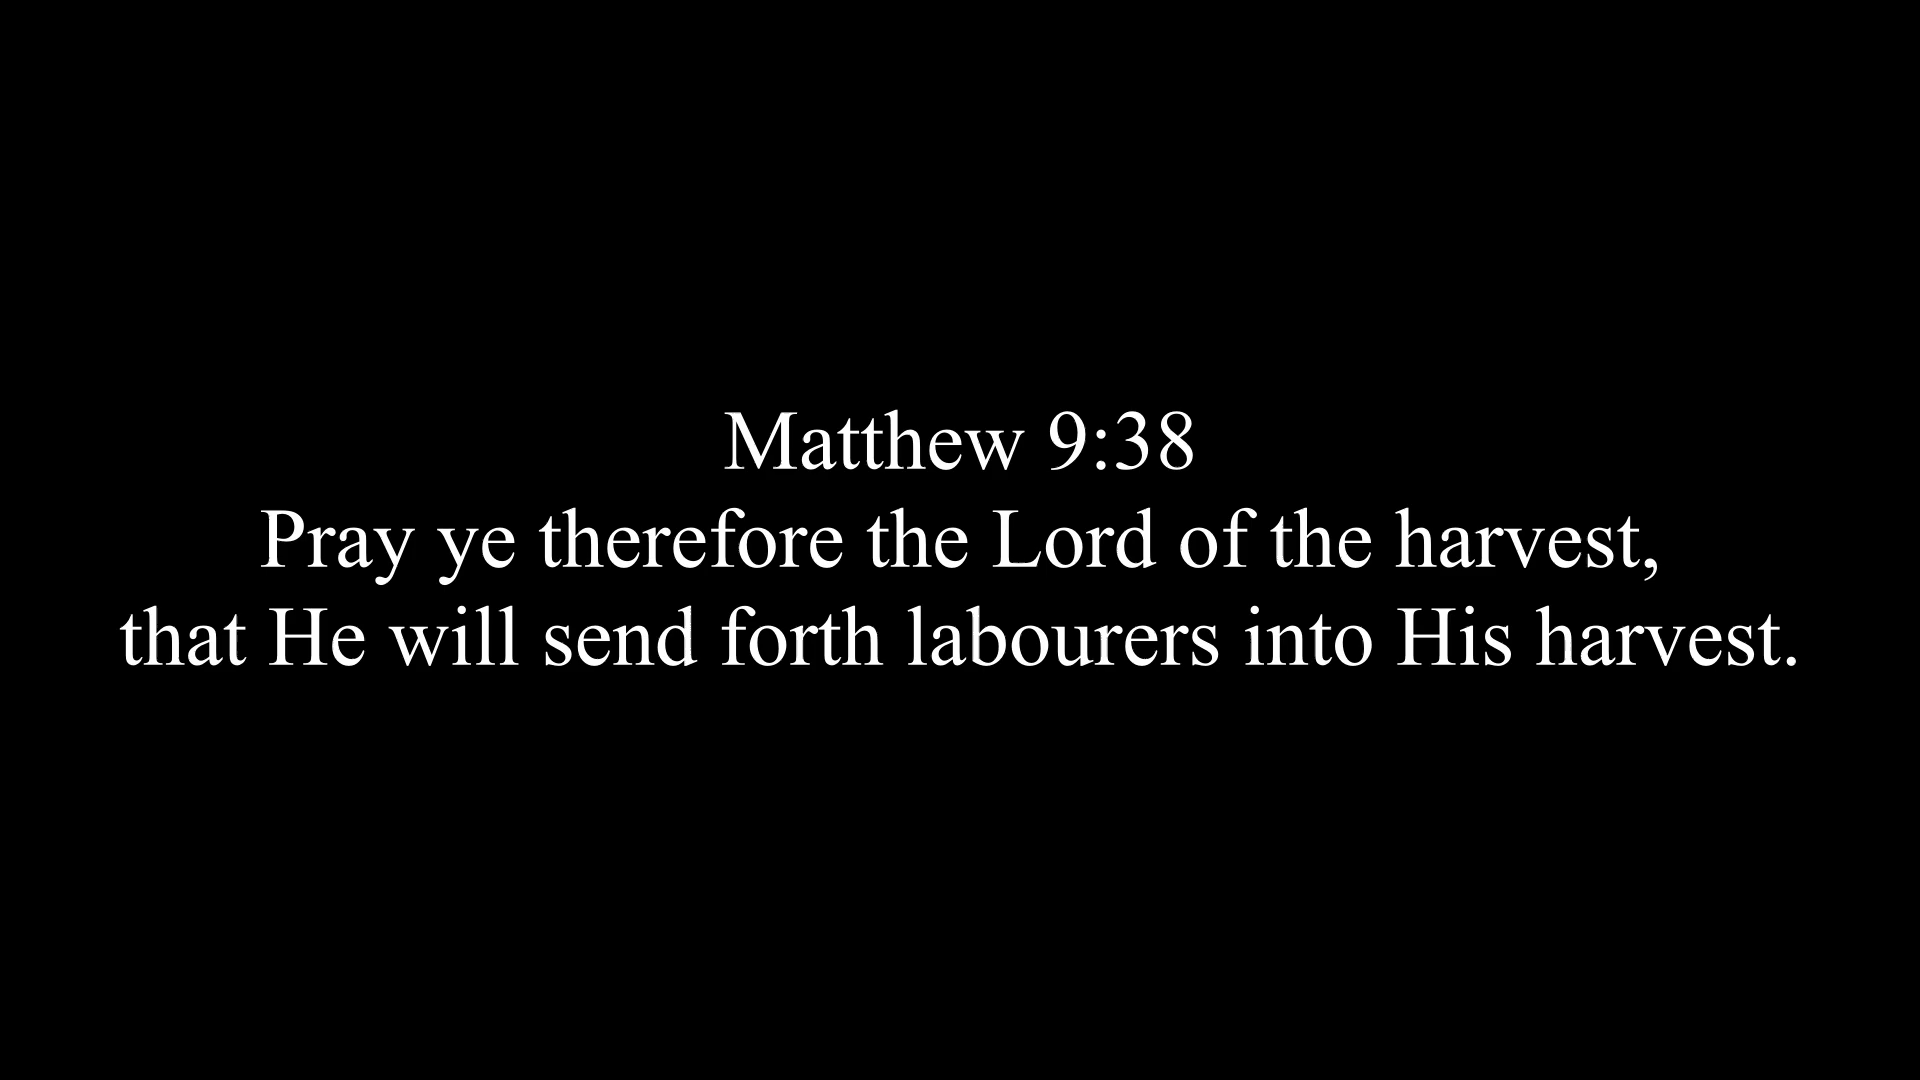 Matthew 9:38
Pray ye therefore the Lord of the harvest,
that He will send forth labourers into His harvest.